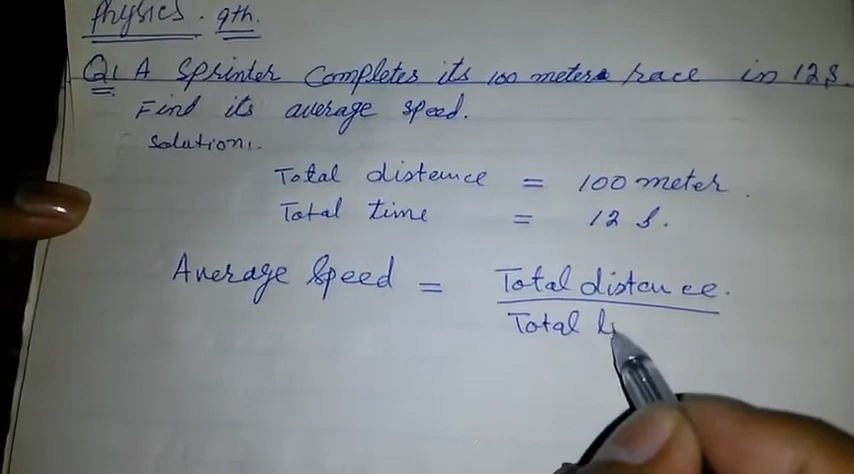 Physics. 9th.
Q1 A Sprinter Completes its 100 meters race in 12 s.
Find its average speed.
Solution:.
Total distance = 100 meter.
Total time = 12 s.
Average Speed = Total distance.
Total